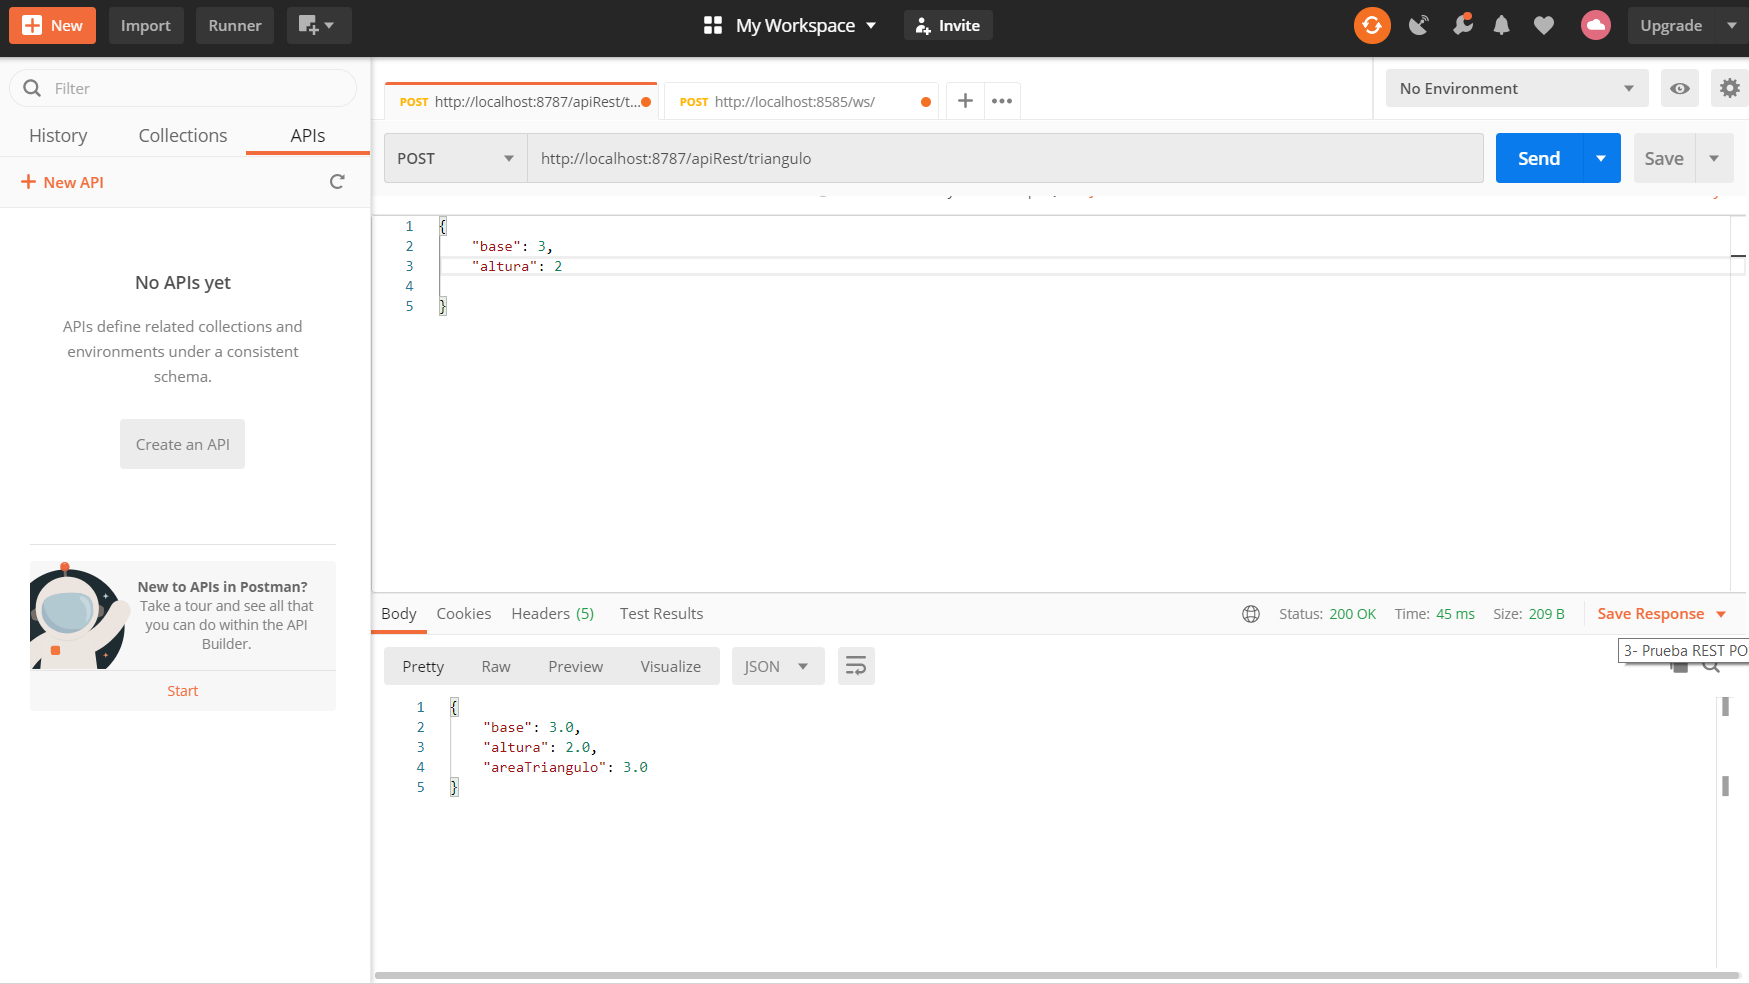 New Import Runner My Workspace Invite Upgrade
Filter
History Collections APIs
New API
No APIs yet
APIs define related collections and
environments under a consistent
schema.
Create an API
New to APIs in Postman?
Take a tour and see all that
you can do within the API
Builder.
Start
POST http://localhost:8787/apiRest/t... POST http://localhost:8585/ws/
No Environment
POST http://localhost:8787/apiRest/triangulo Send Save
1 {
2 "base": 3,
3 "altura": 2
4
5 }
Body Cookies Headers (5) Test Results Status: 200 OK Time: 45 ms Size: 209 B Save Response
3- Prueba REST PO
Pretty Raw Preview Visualize JSON
1 {
2 "base": 3.0,
3 "altura": 2.0,
4 "areaTriangulo": 3.0
5 }